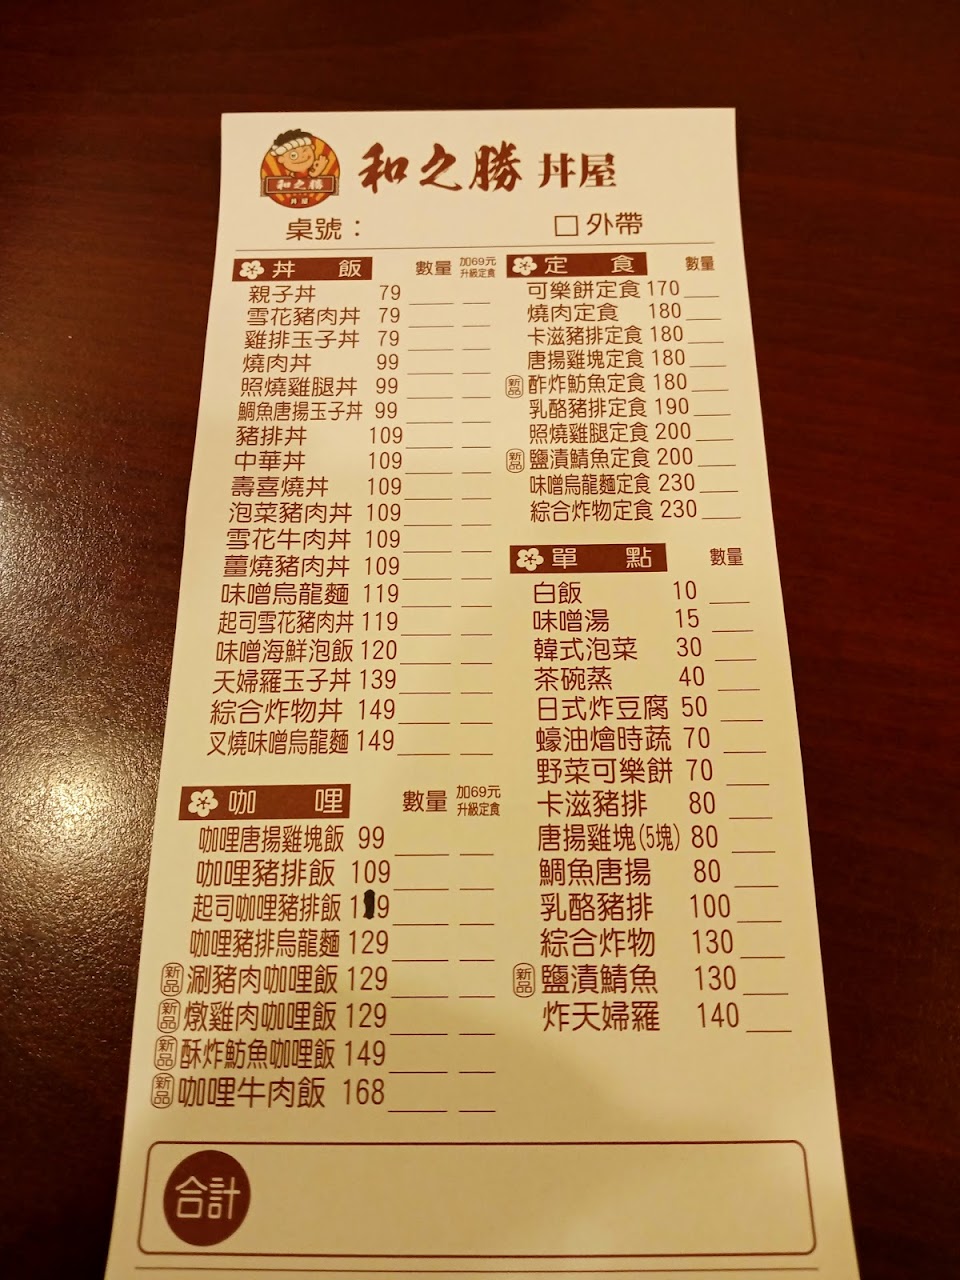 和之勝
丼屋
和之勝 丼屋
桌號：
□外帶
丼 飯 數量 加69元升級定食
親子丼 79
雪花豬肉丼 79
雞排玉子丼 79
燒肉丼 99
照燒雞腿丼 99
鯛魚唐揚玉子丼 99
豬排丼 109
中華丼 109
壽喜燒丼 109
泡菜豬肉丼 109
雪花牛肉丼 109
薑燒豬肉丼 109
味噌烏龍麵 119
起司雪花豬肉丼 119
味噌海鮮泡飯 120
天婦羅玉子丼 139
綜合炸物丼 149
叉燒味噌烏龍麵 149
咖 哩 數量 加69元升級定食
咖哩唐揚雞塊飯 99
咖哩豬排飯 109
起司咖哩豬排飯 1 9
咖哩豬排烏龍麵 129
新品 涮豬肉咖哩飯 129
新品 燉雞肉咖哩飯 129
新品 酥炸魴魚咖哩飯 149
新品 咖哩牛肉飯 168
定 食 數量
可樂餅定食 170
燒肉定食 180
卡滋豬排定食 180
唐揚雞塊定食 180
新品 酢炸魴魚定食 180
乳酪豬排定食 190
照燒雞腿定食 200
新品 鹽漬鯖魚定食 200
味噌烏龍麵定食 230
綜合炸物定食 230
單 點 數量
白飯 10
味噌湯 15
韓式泡菜 30
茶碗蒸 40
日式炸豆腐 50
蠔油燴時蔬 70
野菜可樂餅 70
卡滋豬排 80
唐揚雞塊(5塊) 80
鯛魚唐揚 80
乳酪豬排 100
綜合炸物 130
新品 鹽漬鯖魚 130
炸天婦羅 140
合計